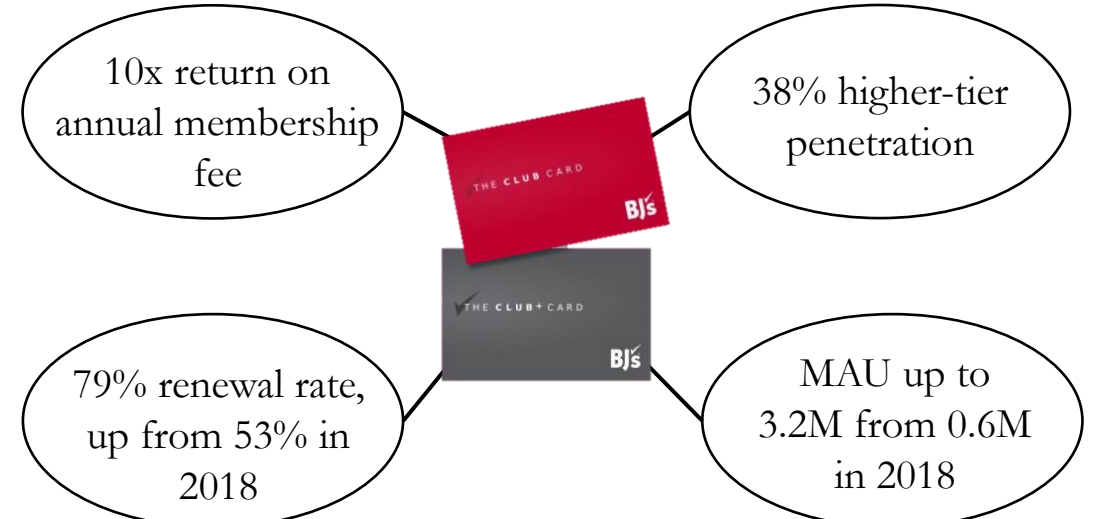 10x return on
annual membership
fee
38% higher-tier
penetration
THE CLUB CARD
BJ's
THE CLUB+ CARD
BJ's
79% renewal rate,
up from 53% in
2018
MAU up to
3.2M from 0.6M
in 2018